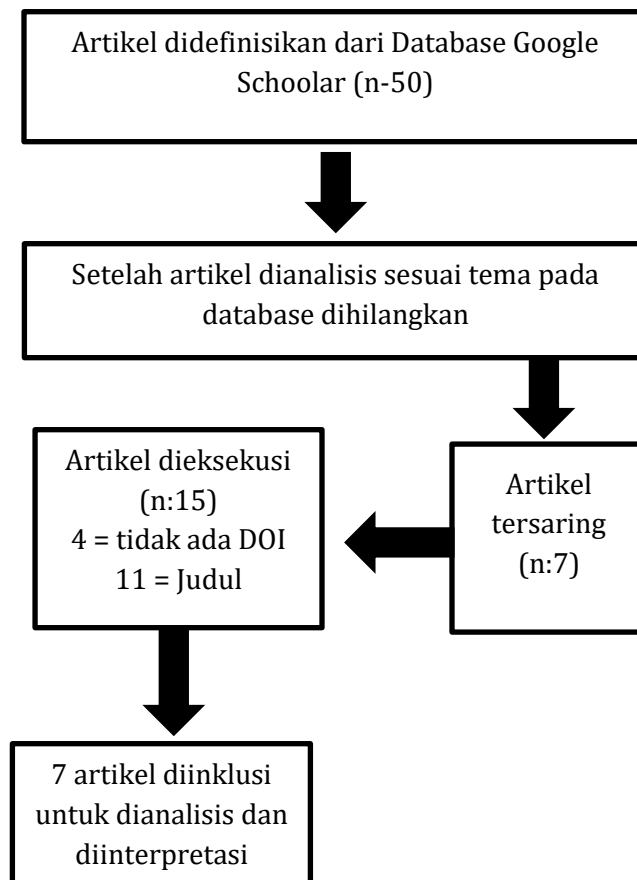 Artikel didefinisikan dari Database Google
Schoolar (n-50)
Setelah artikel dianalisis sesuai tema pada
database dihilangkan
Artikel
tersaring
(n:7)
Artikel dieksekusi
(n:15)
4 = tidak ada DOI
11 = Judul
7 artikel diinklusi
untuk dianalisis dan
diinterpretasi